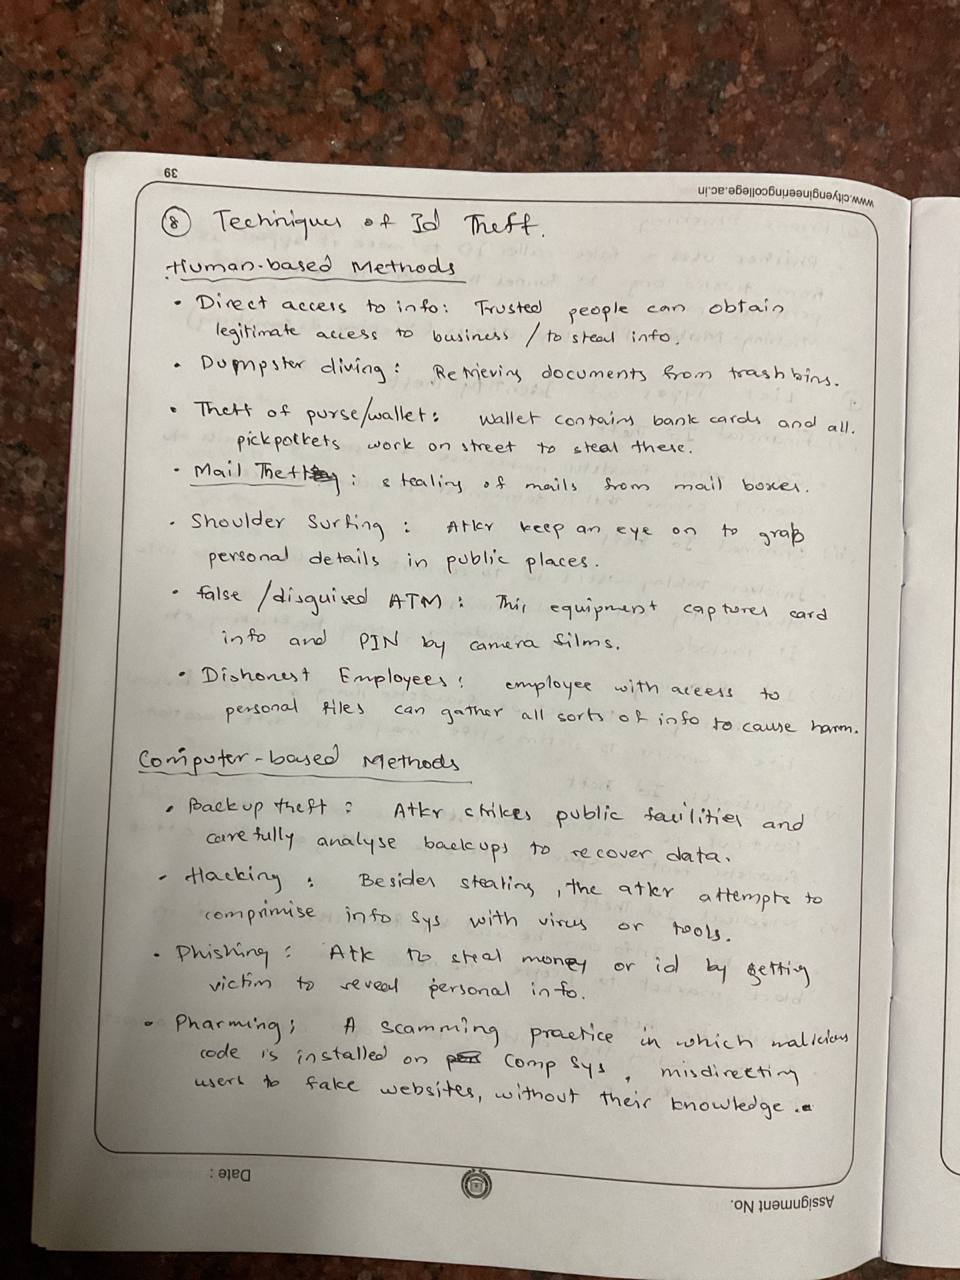 39
www.cityengineeringcollege.ac.in
8 Techniques of Id Theft.
Human-based Methods
• Direct access to info: Trusted people can obtain
legitimate access to business / to steal info.
• Dumpster diving: Retrieving documents from trash bins.
• Theft of purse/wallet: wallet contains bank cards and all.
pickpockets work on street to steal these.
• Mail Theft : stealing of mails from mail boxes.
• Shoulder Surfing : Atkr keep an eye on to grab
personal details in public places.
• false /disguised ATM : This equipment captures card
info and PIN by camera films.
• Dishonest Employees: employee with access to
personal files can gather all sorts of info to cause harm.
Computer-based Methods
• Backup theft : Atkr strikes public facilities and
carefully analyse backups to recover data.
• Hacking : Besides stealing, the atker attempts to
comprimise info sys with virus or tools.
• Phishing : Atk to steal money or id by getting
victim to reveal personal info.
• Pharming; A scamming practice in which malicious
code is installed on comp sys, misdirecting
users to fake websites, without their knowledge.
Date :
Assignment No.